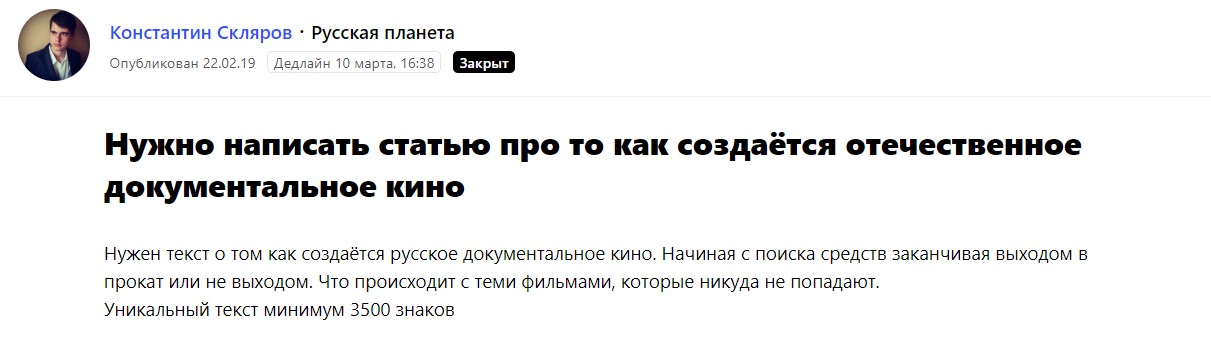 Константин Скляров · Русская планета
Опубликован 22.02.19 Дедлайн 10 марта, 16:38 Закрыт
Нужно написать статью про то как создаётся отечественное
документальное кино
Нужен текст о том как создаётся русское документальное кино. Начиная с поиска средств заканчивая выходом в
прокат или не выходом. Что происходит с теми фильмами, которые никуда не попадают.
Уникальный текст минимум 3500 знаков